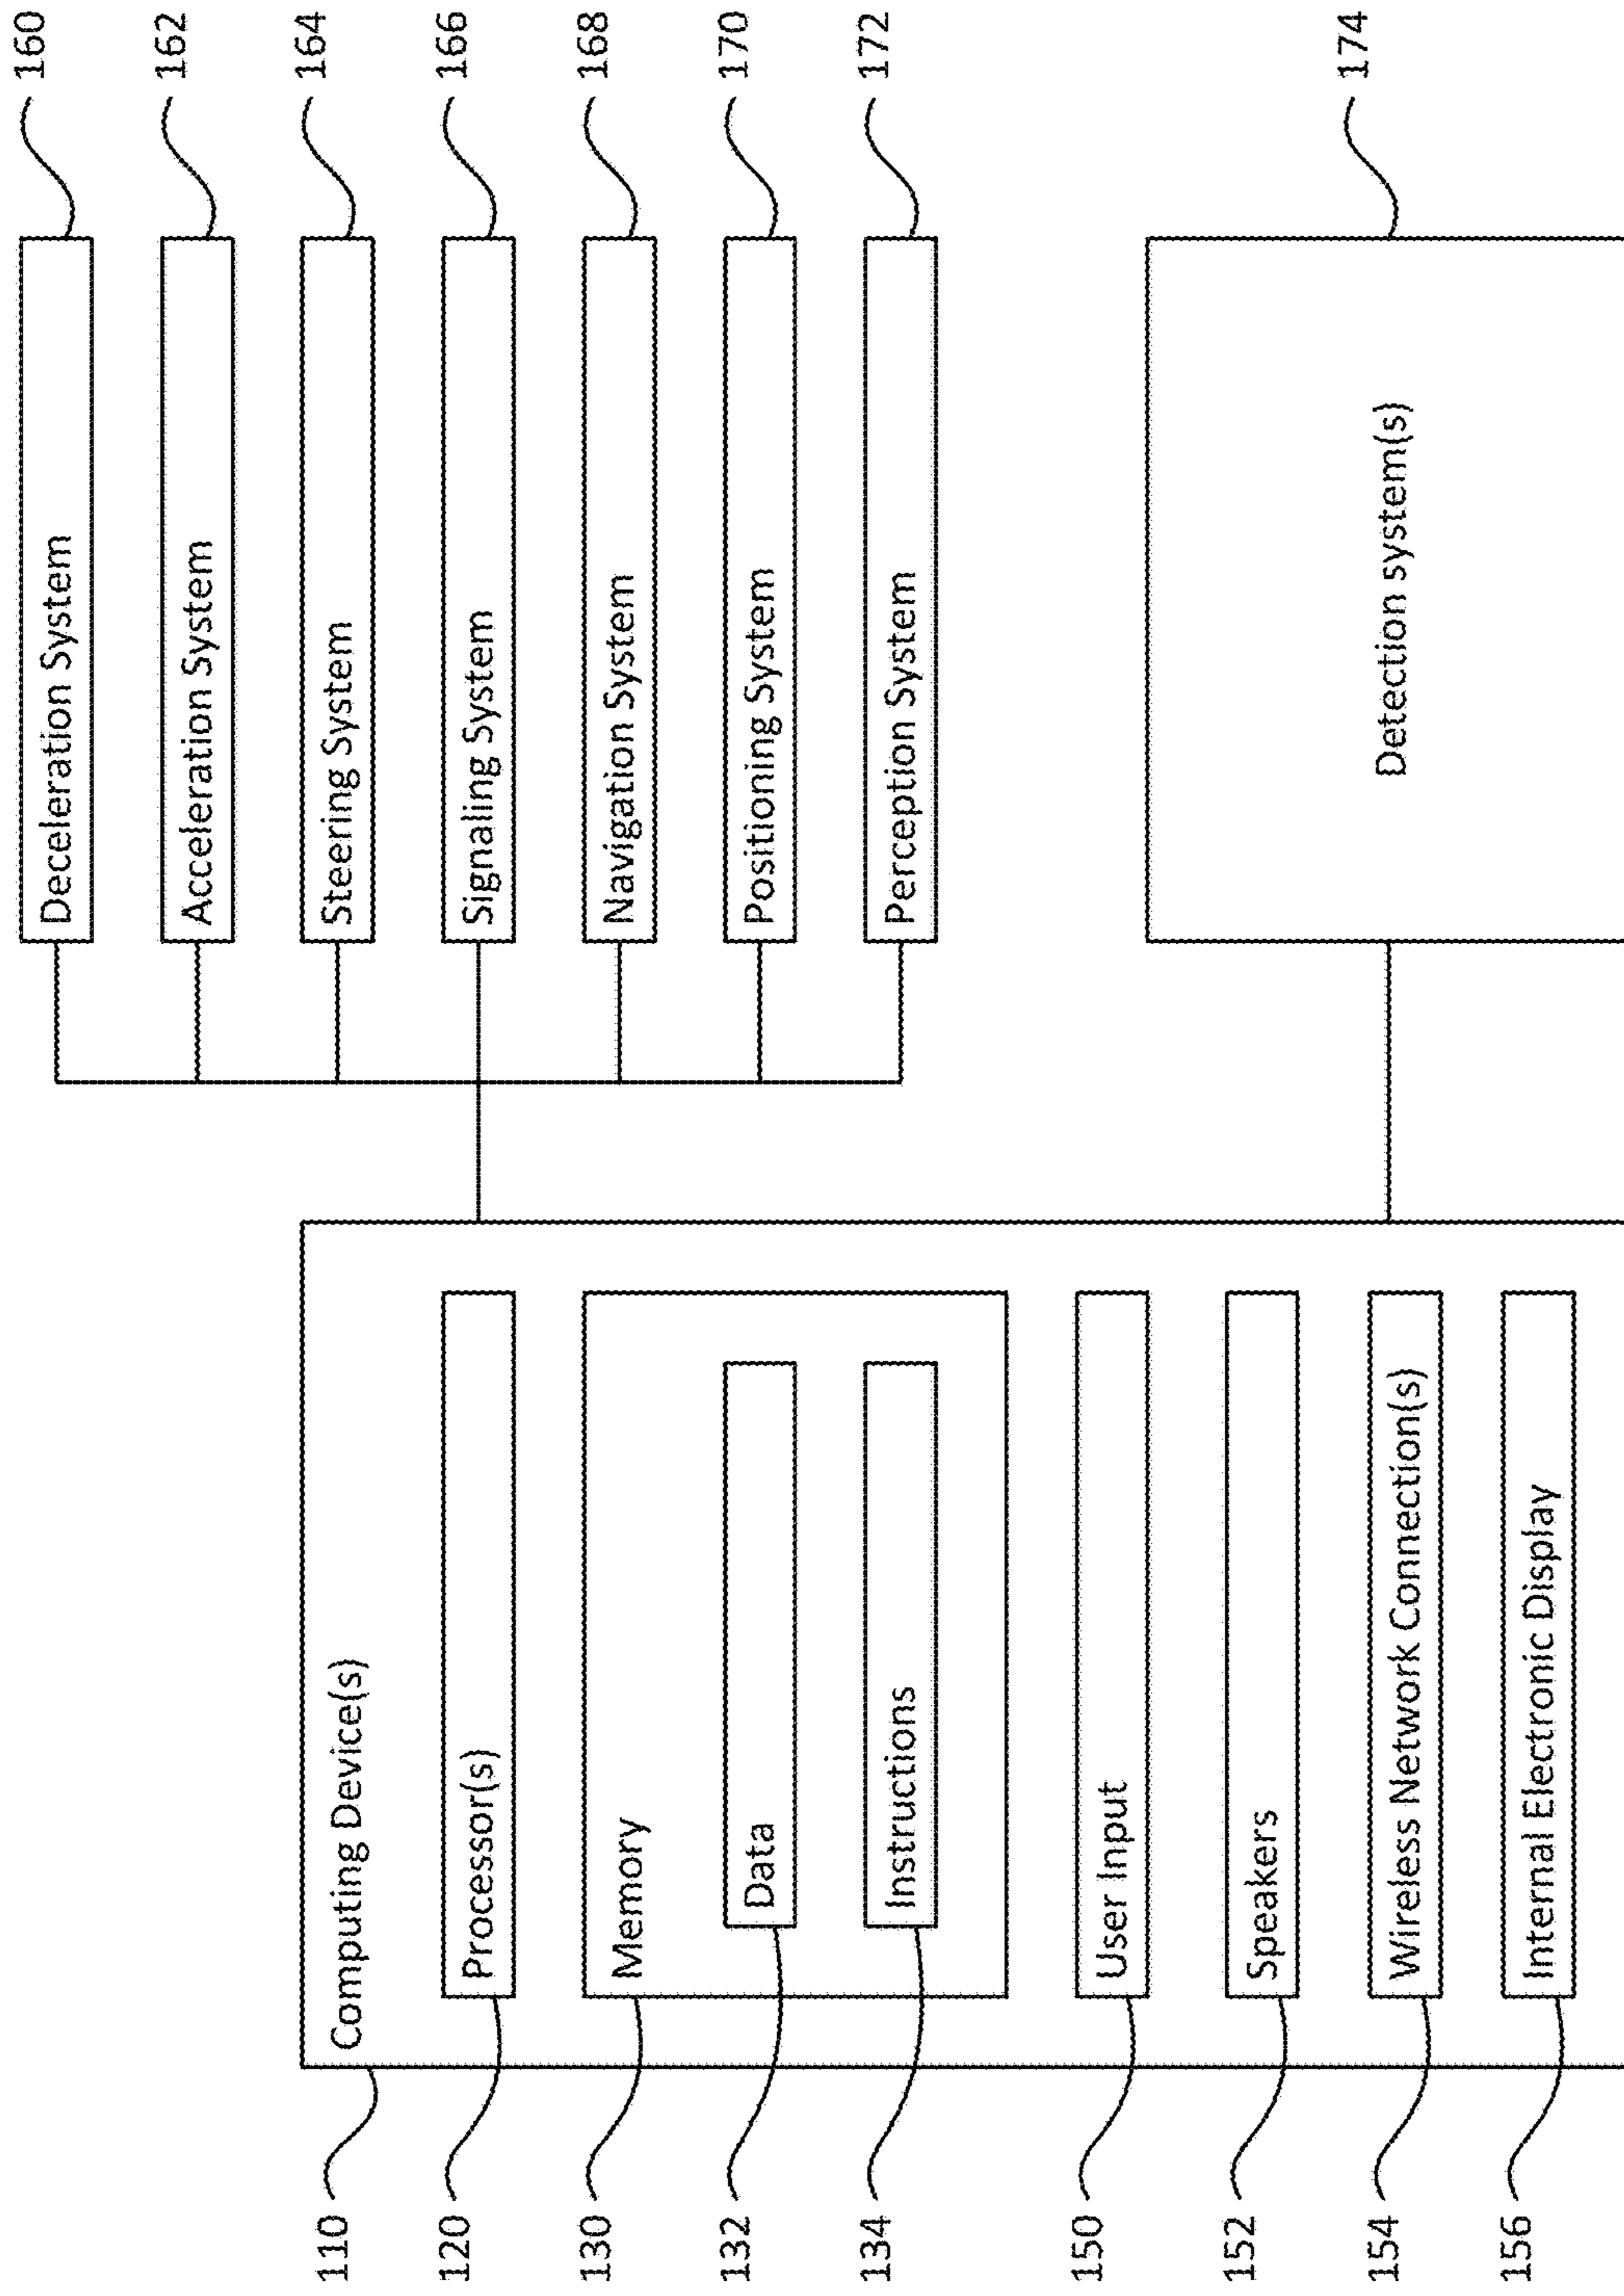 110
Computing Device(s)
120
Processor(s)
130
Memory
132
Data
134
Instructions
150
User Input
152
Speakers
154
Wireless Network Connection(s)
156
Internal Electronic Display
Deceleration System
160
Acceleration System
162
Steering System
164
Signaling System
166
Navigation System
168
Positioning System
170
Perception System
172
Detection system(s)
174